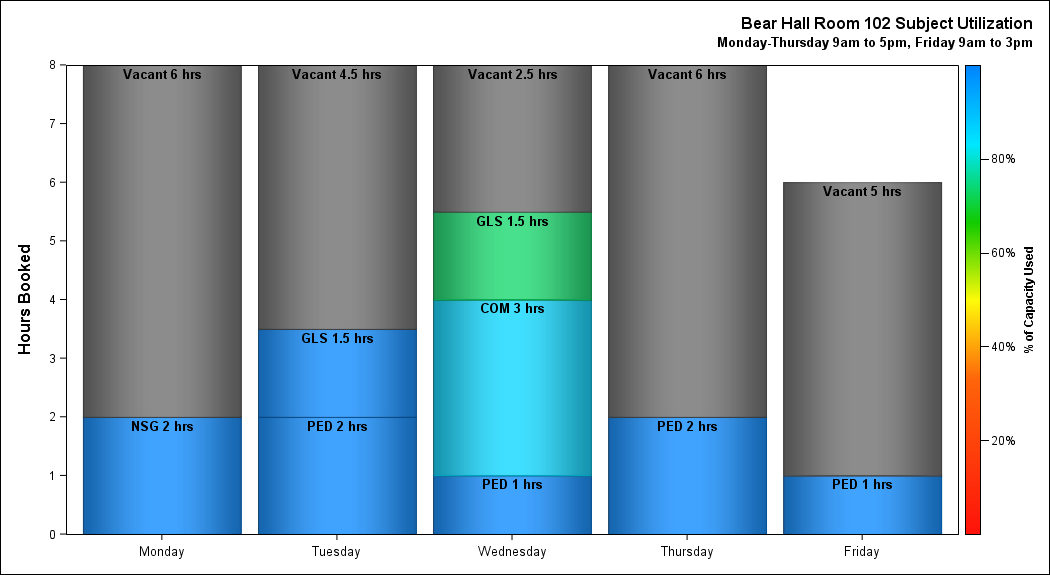 Bear Hall Room 102 Subject Utilization
Monday-Thursday 9am to 5pm, Friday 9am to 3pm
Hours Booked
8
7
6
5
4
3
2
1
0
Vacant 6 hrs
NSG 2 hrs
Monday
Vacant 4.5 hrs
GLS 1.5 hrs
PED 2 hrs
Tuesday
Vacant 2.5 hrs
GLS 1.5 hrs
COM 3 hrs
PED 1 hrs
Wednesday
Vacant 6 hrs
PED 2 hrs
Thursday
Vacant 5 hrs
PED 1 hrs
Friday
80%
60%
40%
20%
% of Capacity Used